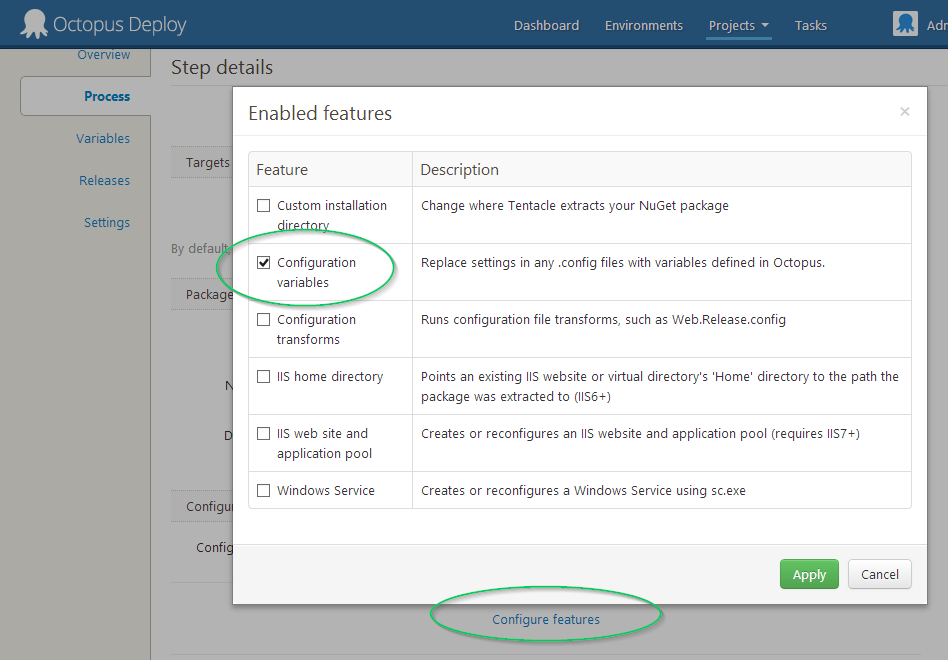 Octopus Deploy
Dashboard
Environments
Projects
Tasks
Overview
Process
Variables
Releases
Settings
Step details
Targets
By default,
Package
Enabled features
×
Feature
Description
Custom installation
directory
Change where Tentacle extracts your NuGet package
Configuration
variables
Replace settings in any .config files with variables defined in Octopus.
Configuration
transforms
Runs configuration file transforms, such as Web.Release.config
IIS home directory
Points an existing IIS website or virtual directory's 'Home' directory to the path the
package was extracted to (IIS6+)
IIS web site and
application pool
Creates or reconfigures an IIS website and application pool (requires IIS7+)
Windows Service
Creates or reconfigures a Windows Service using sc.exe
Apply
Cancel
Configure features